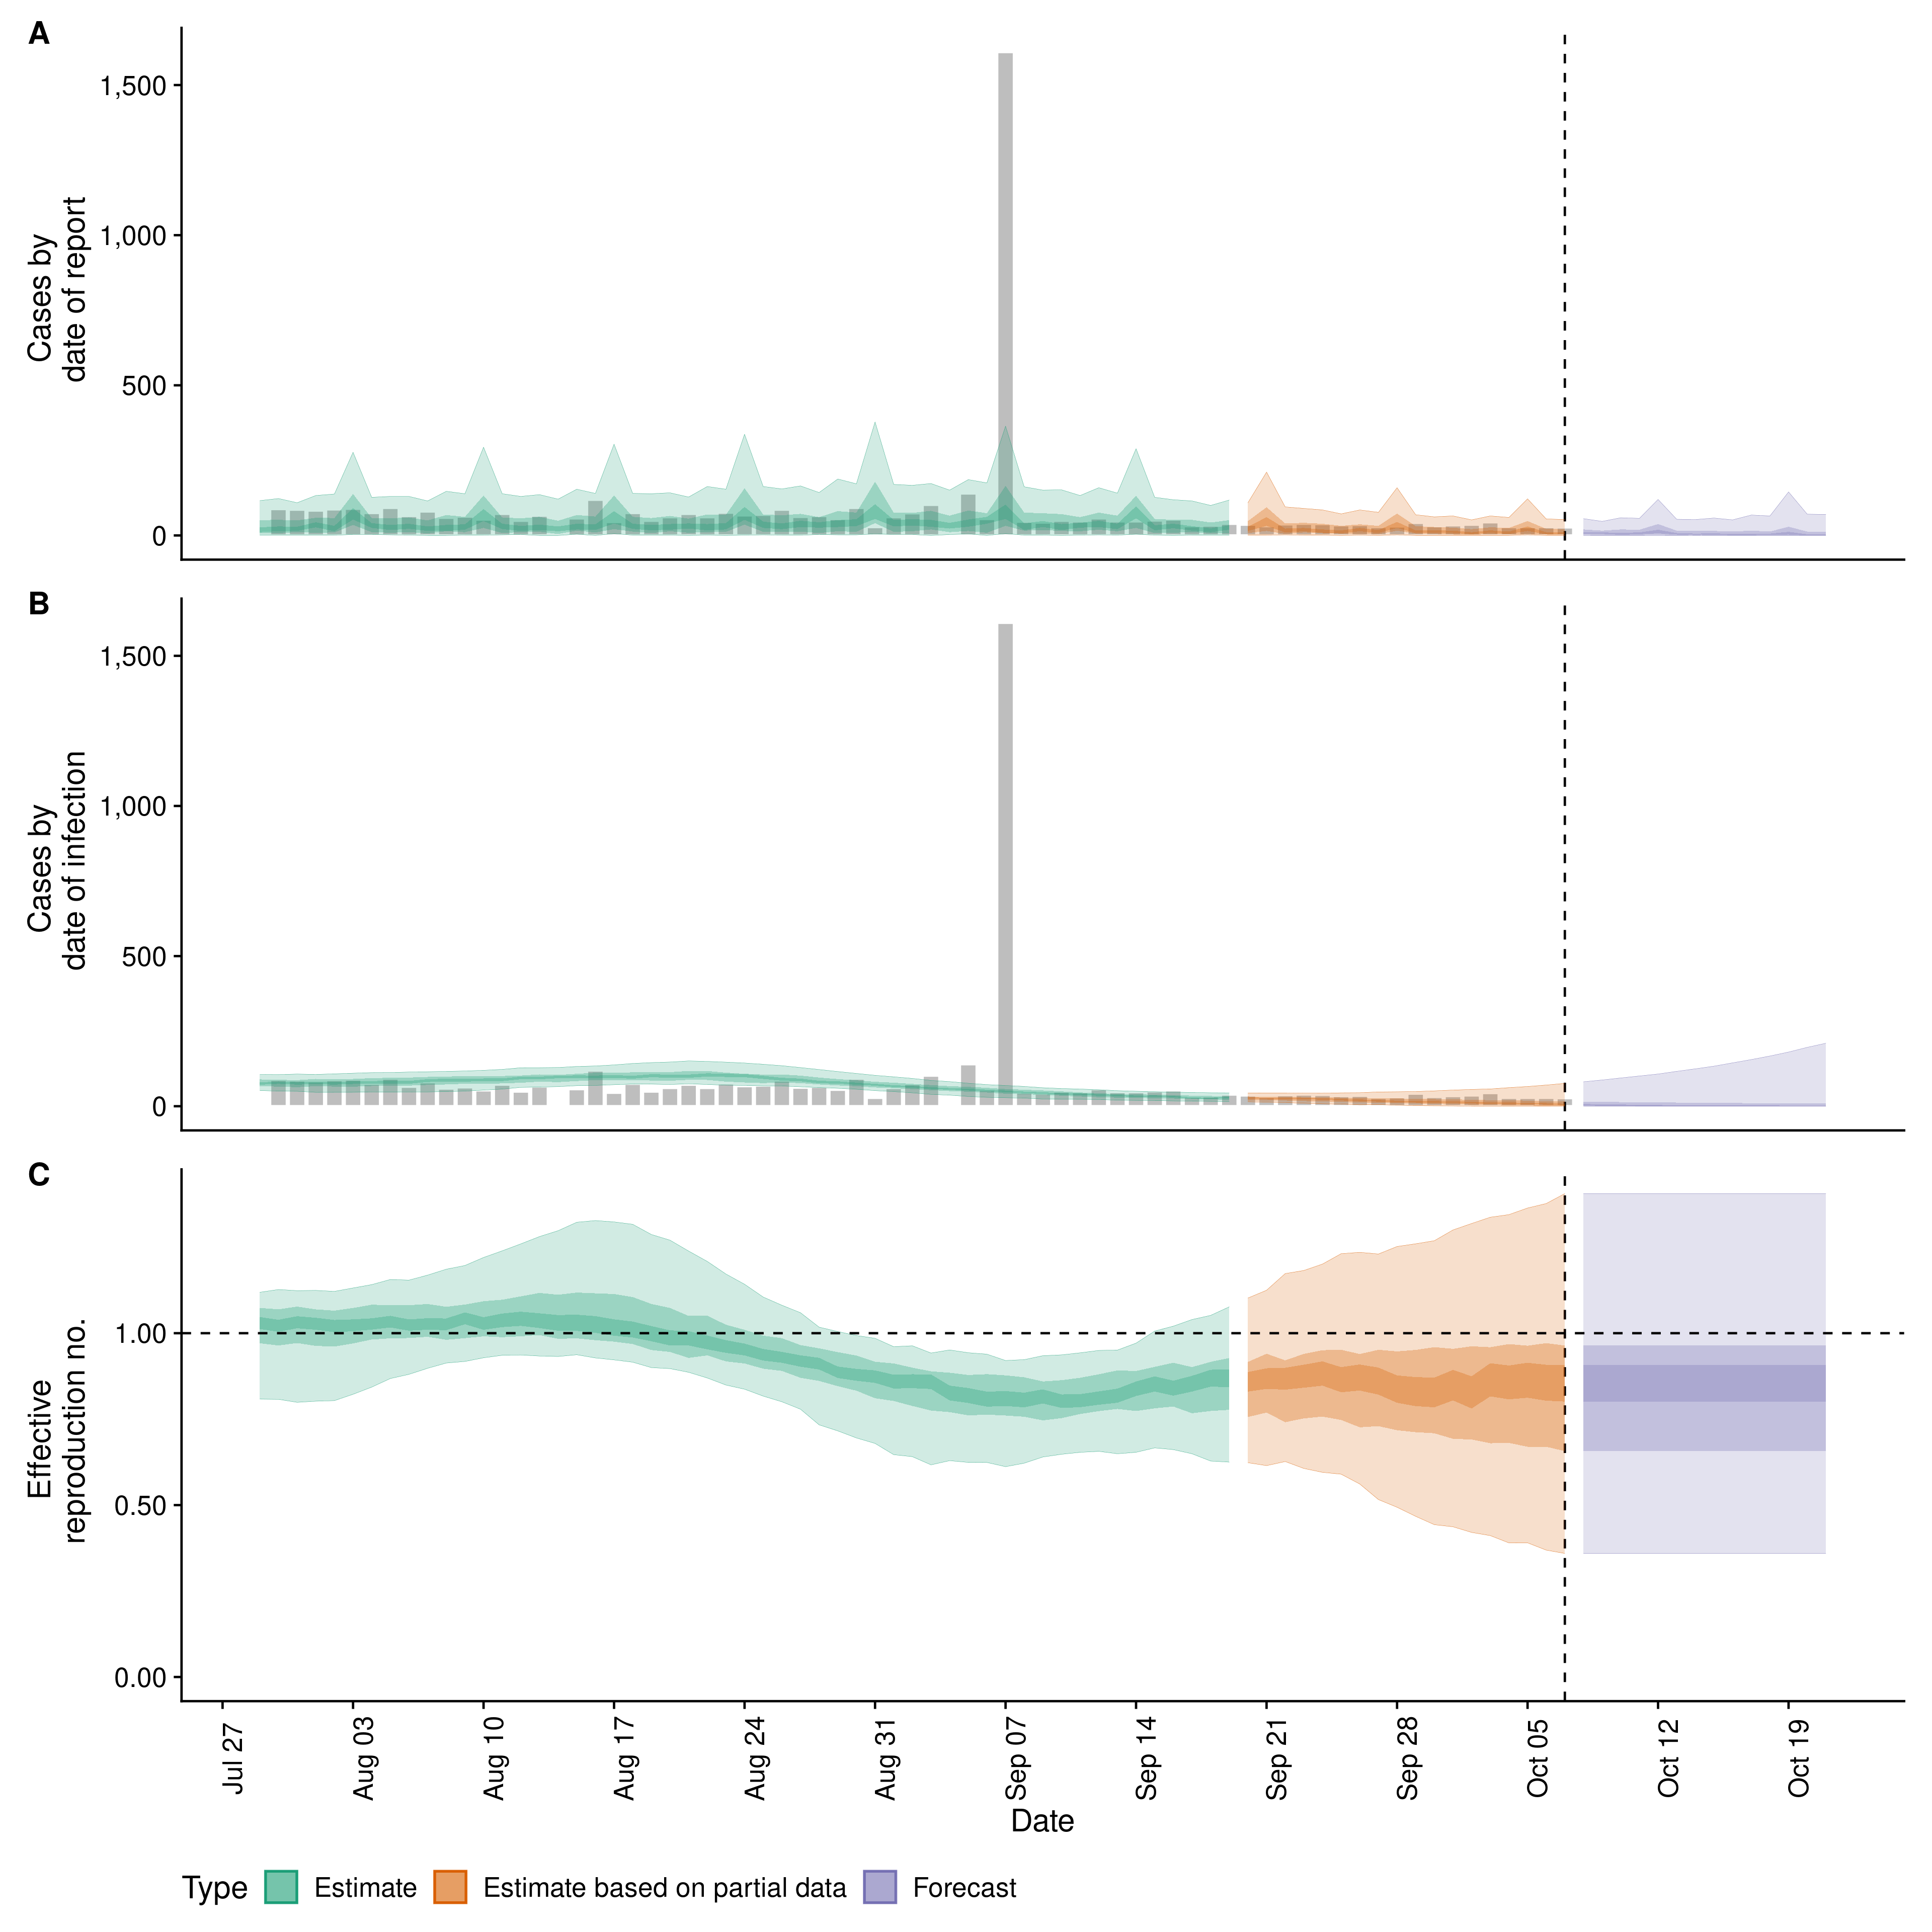 A
Cases by
date of report
1,500
1,000
500
0
B
Cases by
date of infection
1,500
1,000
500
0
C
Effective
reproduction no.
1.00
0.50
0.00
Jul 27
Aug 03
Aug 10
Aug 17
Aug 24
Aug 31
Sep 07
Sep 14
Sep 21
Sep 28
Oct 05
Oct 12
Oct 19
Date
Type
Estimate
Estimate based on partial data
Forecast